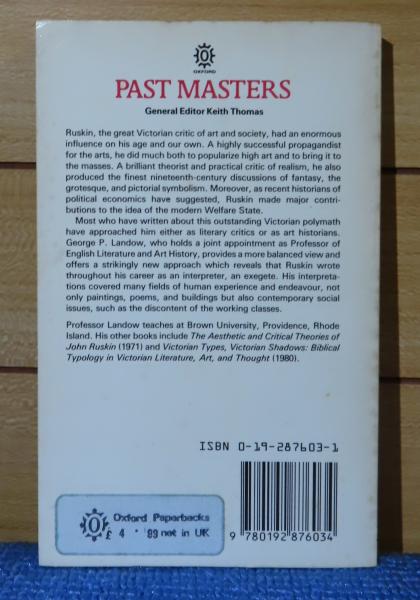 OXFORD
PAST MASTERS
General Editor Keith Thomas
Ruskin, the great Victorian critic of art and society, had an enormous
influence on his age and our own. A highly successful propagandist
for the arts, he did much both to popularize high art and to bring it to
the masses. A brilliant theorist and practical critic of realism, he also
produced the finest nineteenth-century discussions of fantasy, the
grotesque, and pictorial symbolism. Moreover, as recent historians of
political economics have suggested, Ruskin made major contri-
butions to the idea of the modern Welfare State.
Most who have written about this outstanding Victorian polymath
have approached him either as literary critics or as art historians.
George P. Landow, who holds a joint appointment as Professor of
English Literature and Art History, provides a more balanced view and
offers a strikingly new approach which reveals that Ruskin wrote
throughout his career as an interpreter, an exegete. His interpreta-
tions covered many fields of human experience and endeavour, not
only paintings, poems, and buildings but also contemporary social
issues, such as the discontent of the working classes.
Professor Landow teaches at Brown University, Providence, Rhode
Island. His other books include The Aesthetic and Critical Theories of
John Ruskin (1971) and Victorian Types, Victorian Shadows: Biblical
Typology in Victorian Literature, Art, and Thought (1980).
ISBN 0-19-287603-1
Oxford Paperbacks
£ 4 · 99 net in UK
9 780192 876034